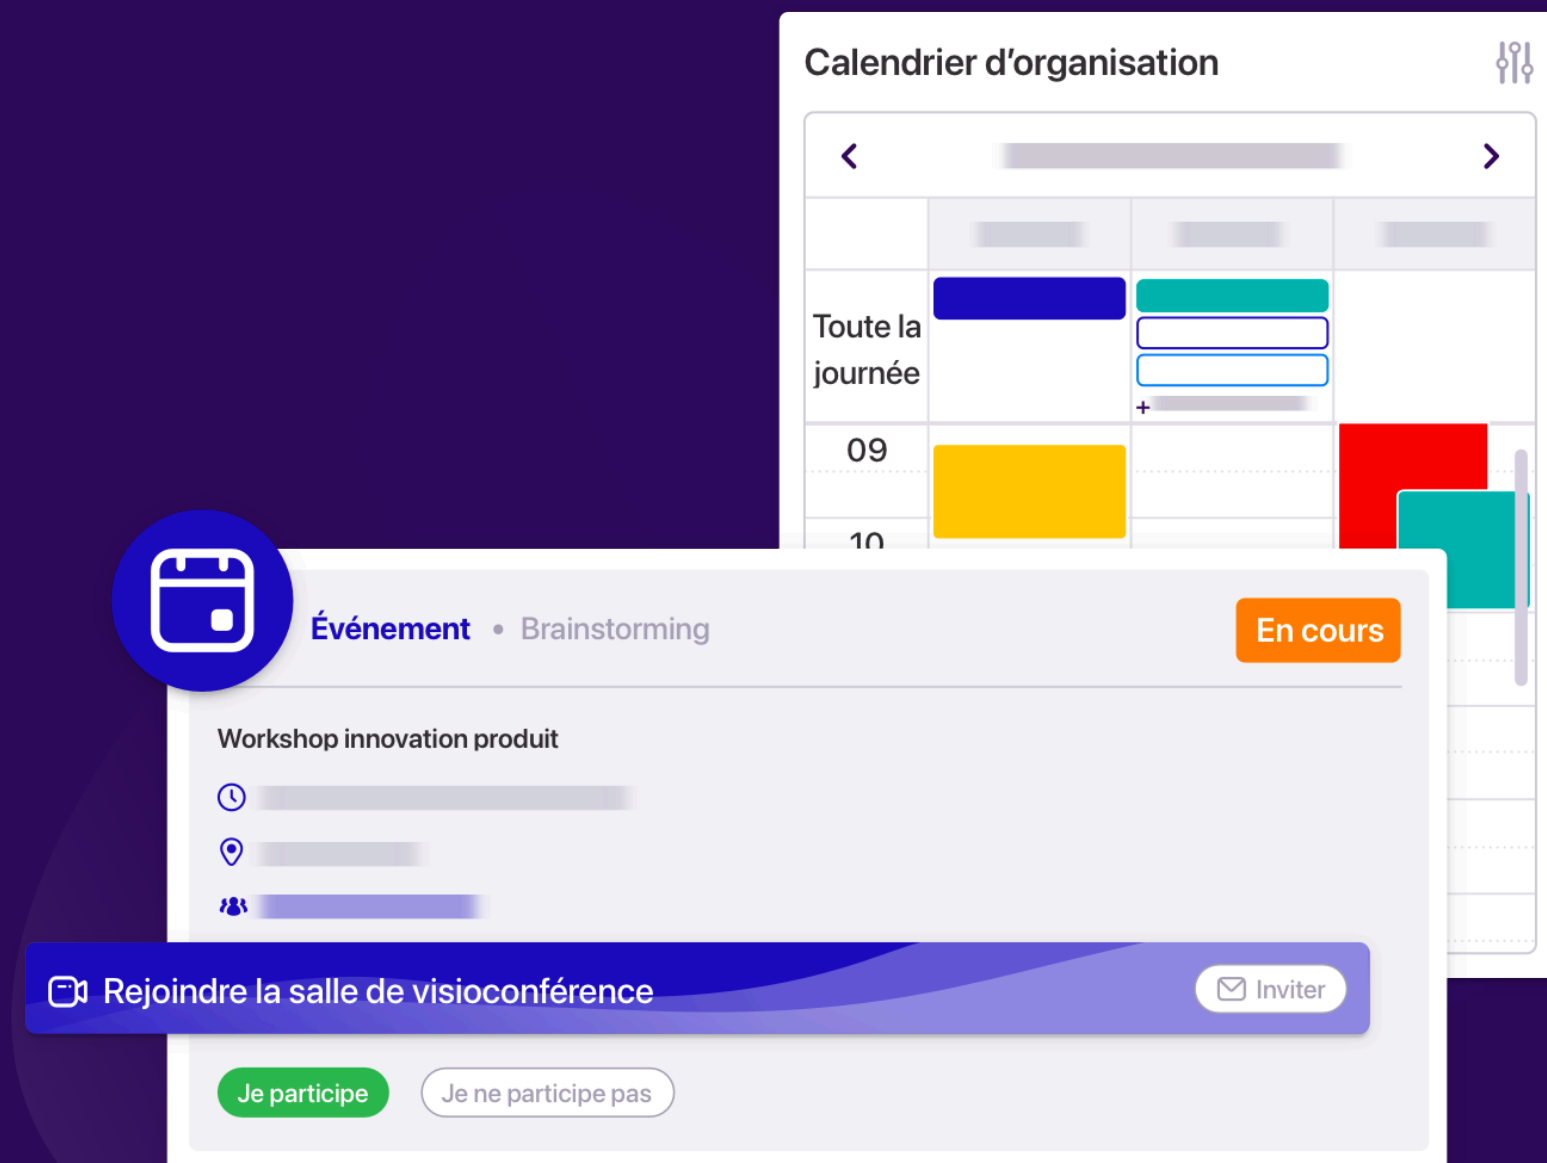 Calendrier d’organisation
Toute la
journée
+
09
10
Événement • Brainstorming
En cours
Workshop innovation produit
Rejoindre la salle de visioconférence
Inviter
Je participe
Je ne participe pas